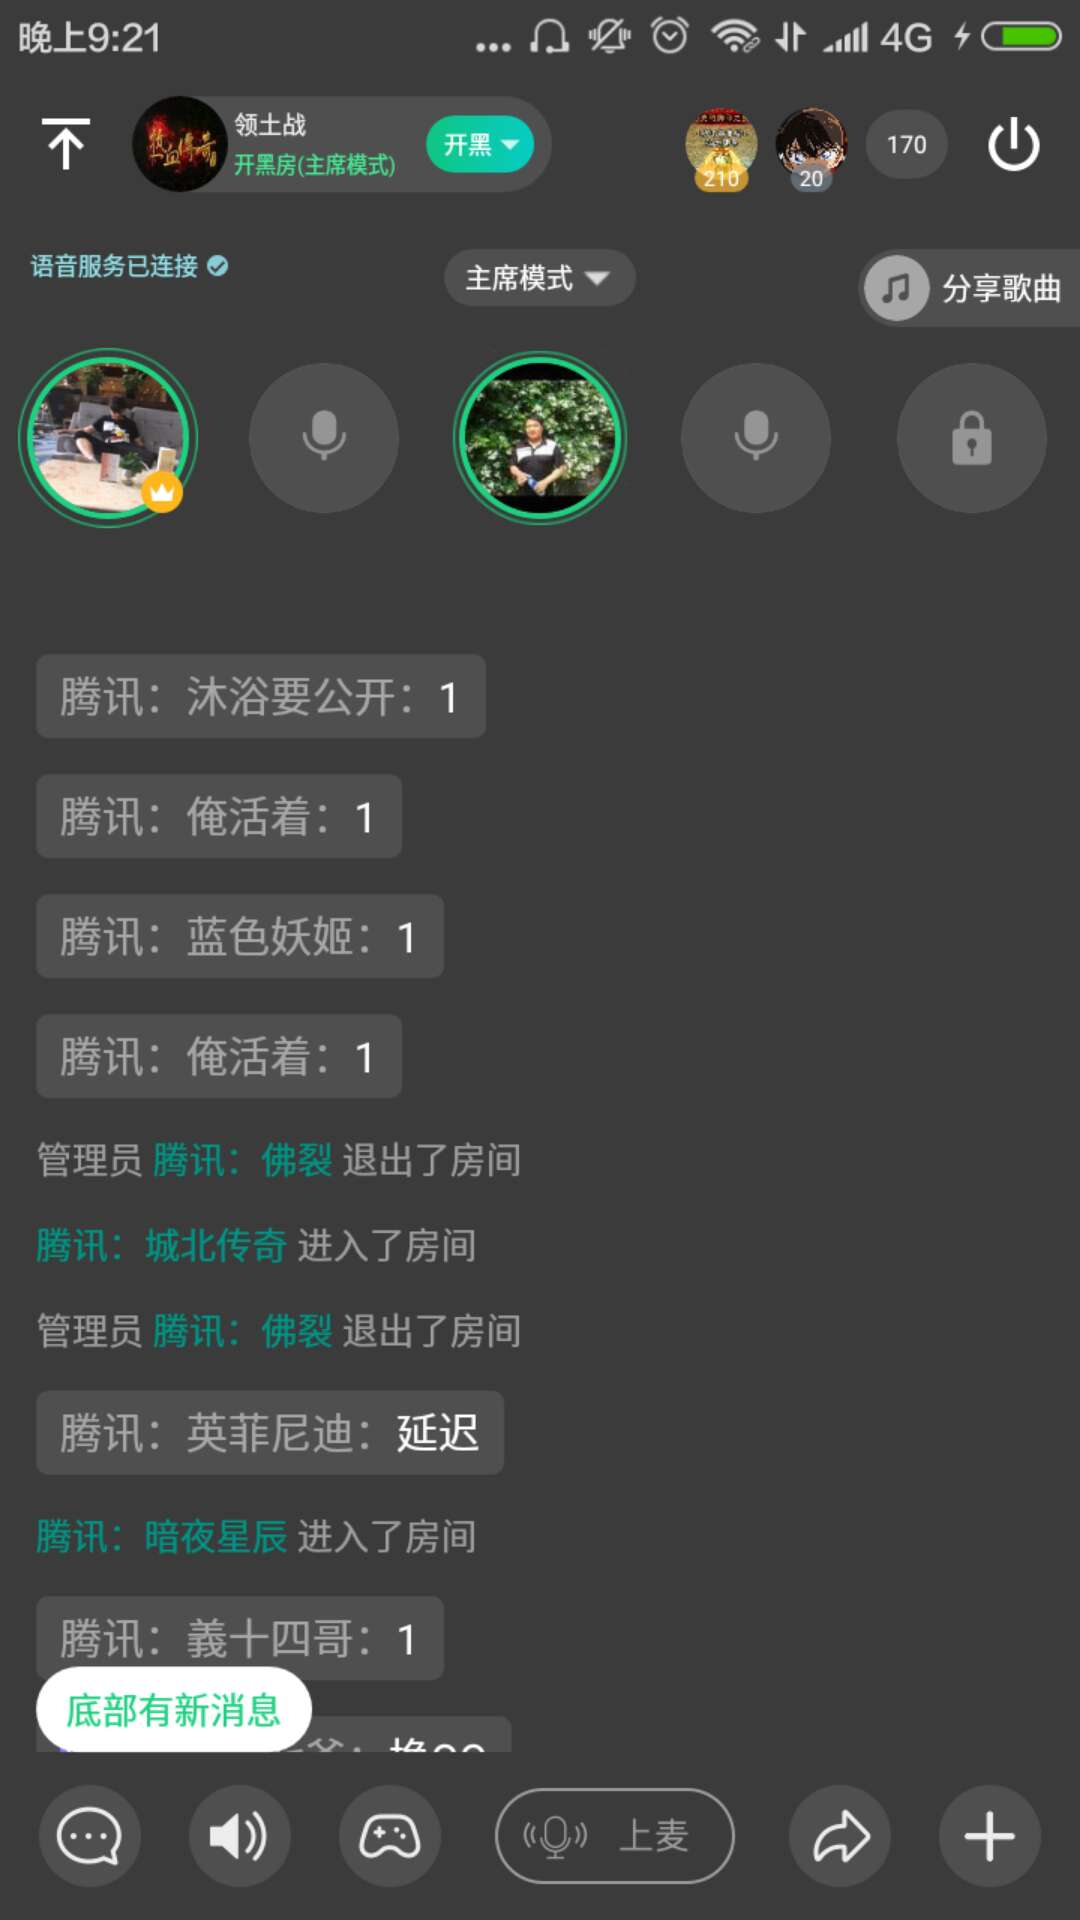 晚上9:21
4G
热血传奇
领土战
开黑房(主席模式)
开黑
210
20
170
语音服务已连接
主席模式
分享歌曲
腾讯：沐浴要公开：1
腾讯：俺活着：1
腾讯：蓝色妖姬：1
腾讯：俺活着：1
管理员 腾讯：佛裂 退出了房间
腾讯：城北传奇 进入了房间
管理员 腾讯：佛裂 退出了房间
腾讯：英菲尼迪：延迟
腾讯：暗夜星辰 进入了房间
腾讯：義十四哥：1
底部有新消息
上麦